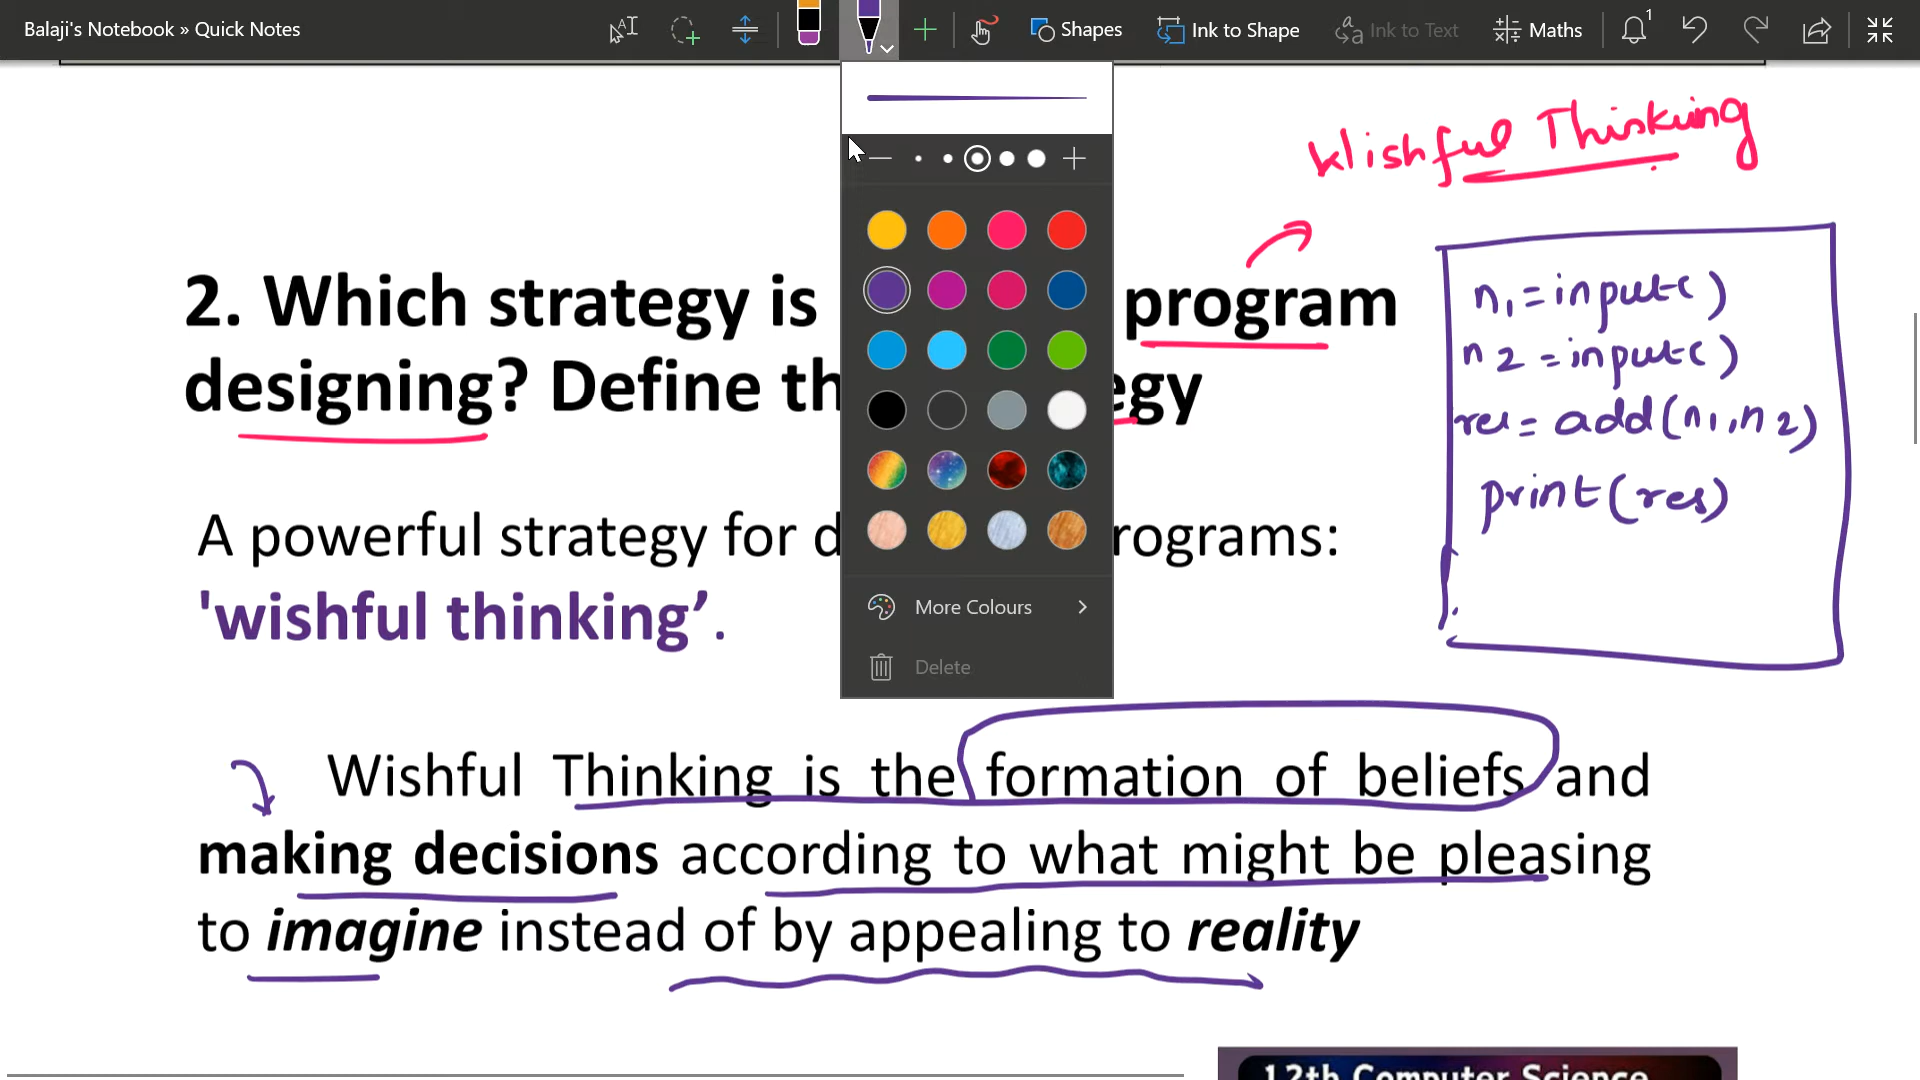 Balaji's Notebook » Quick Notes
Shapes
Ink to Shape
Ink to Text
Maths
1
Wishful Thinking
2. Which strategy is program
designing? Define th egy
n1 = input()
n2 = input()
res = add(n1, n2)
print(res)
A powerful strategy for d rograms:
'wishful thinking’.
More Colours
Delete
Wishful Thinking is the formation of beliefs and
making decisions according to what might be pleasing
to imagine instead of by appealing to reality
12th Computer Science